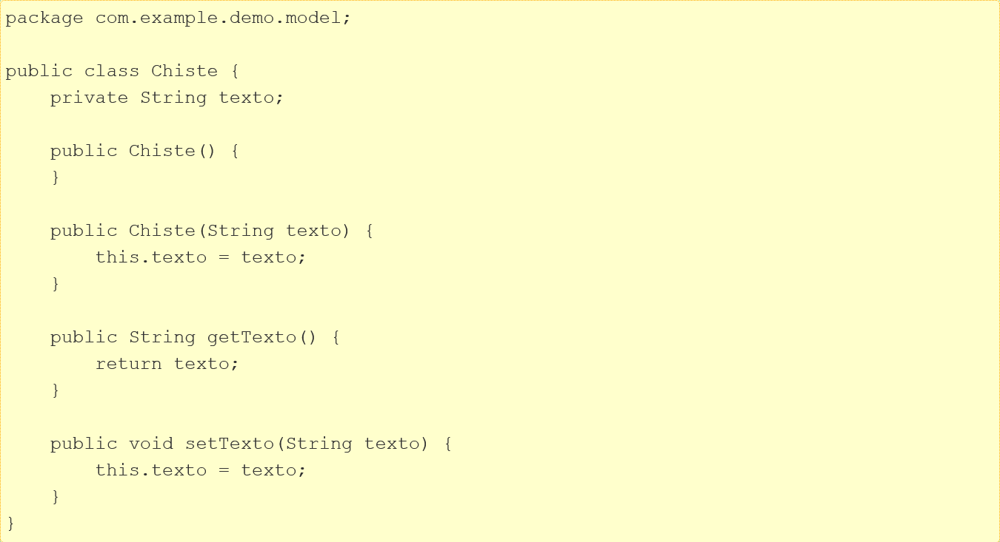 package com.example.demo.model;

public class Chiste {
    private String texto;

    public Chiste() {
    }

    public Chiste(String texto) {
        this.texto = texto;
    }

    public String getTexto() {
        return texto;
    }

    public void setTexto(String texto) {
        this.texto = texto;
    }
}